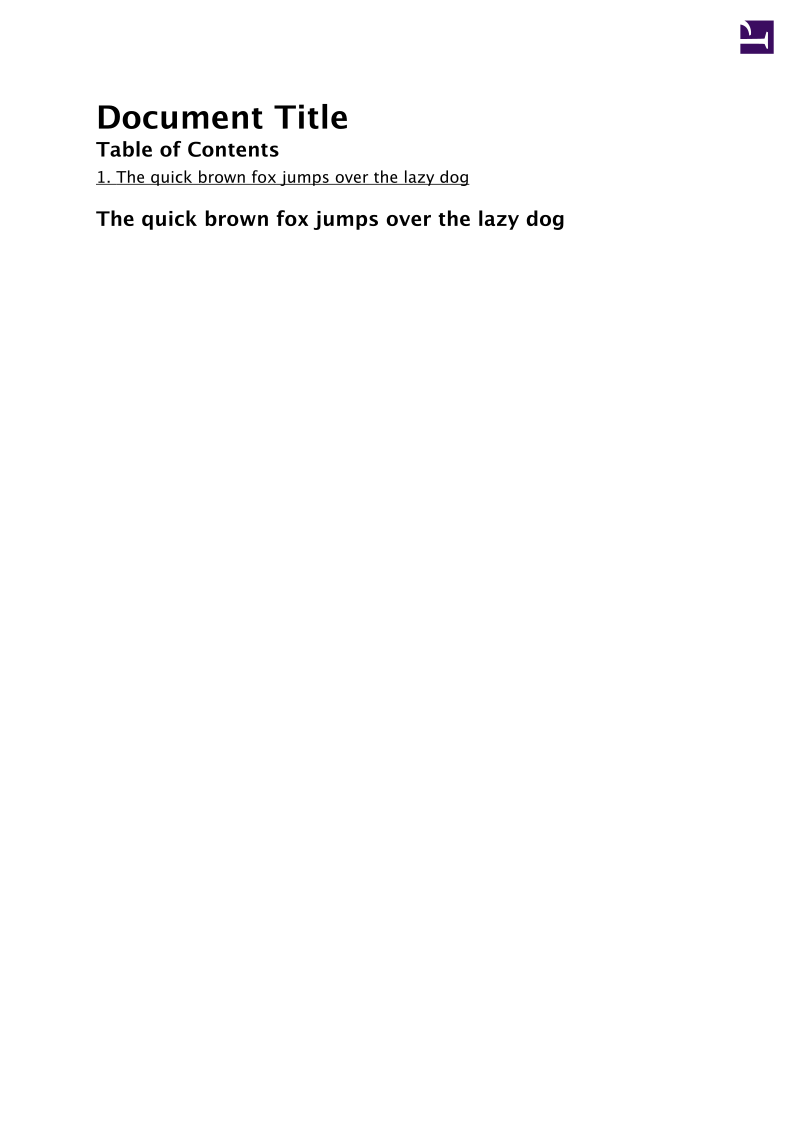 Document Title
Table of Contents
1. The quick brown fox jumps over the lazy dog
The quick brown fox jumps over the lazy dog